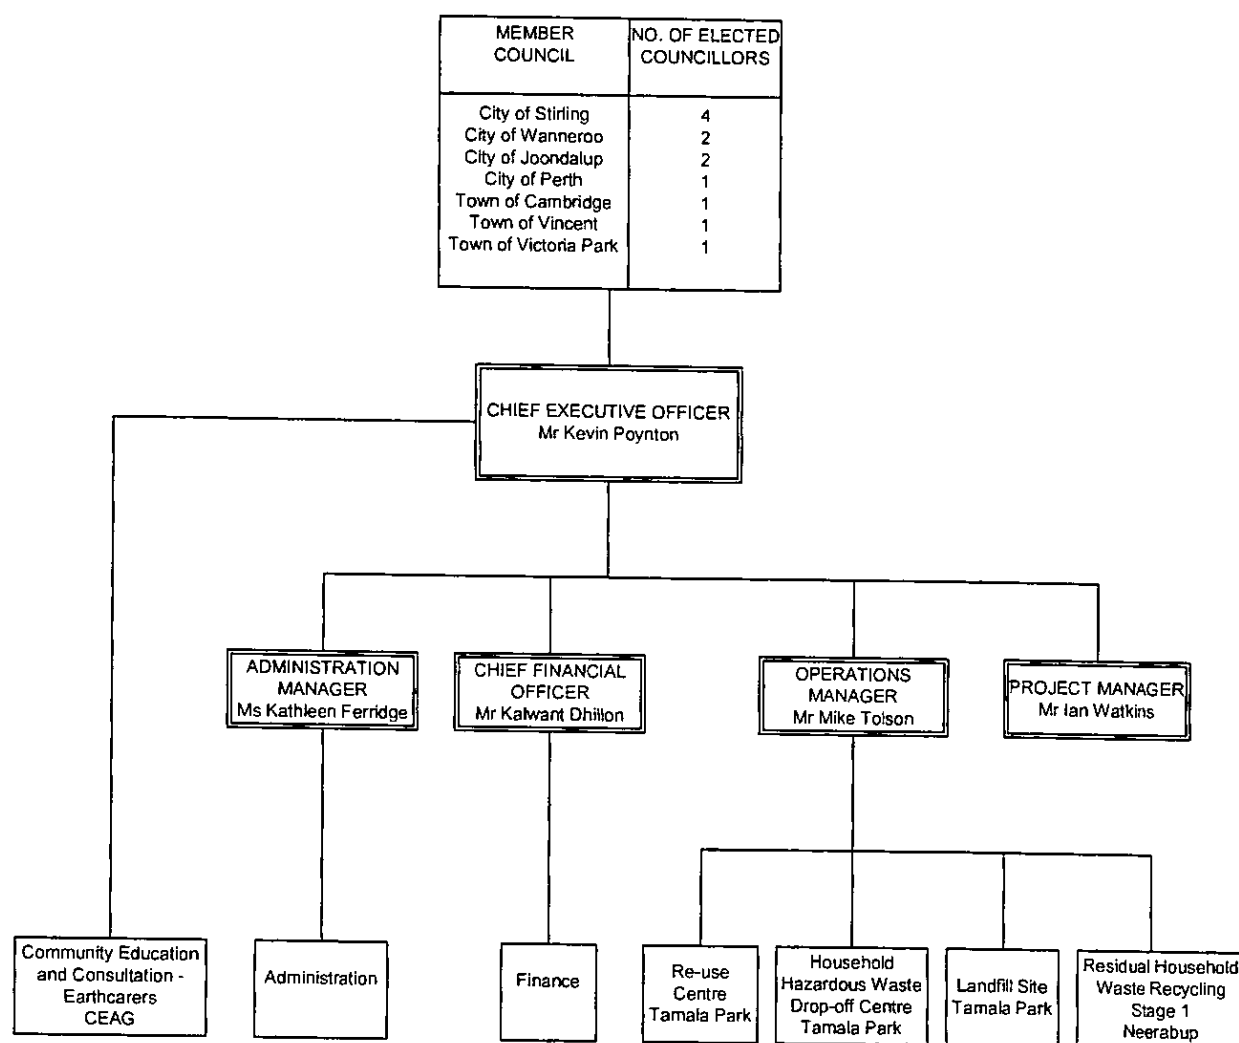 MEMBER
COUNCIL
NO. OF ELECTED
COUNCILLORS
City of Stirling 4
City of Wanneroo 2
City of Joondalup 2
City of Perth 1
Town of Cambridge 1
Town of Vincent 1
Town of Victoria Park 1
CHIEF EXECUTIVE OFFICER
Mr Kevin Poynton
ADMINISTRATION
MANAGER
Ms Kathleen Ferridge
CHIEF FINANCIAL
OFFICER
Mr Kalwant Dhillon
OPERATIONS
MANAGER
Mr Mike Tolson
PROJECT MANAGER
Mr Ian Watkins
Community Education
and Consultation -
Earthcarers
CEAG
Administration
Finance
Re-use
Centre
Tamala Park
Household
Hazardous Waste
Drop-off Centre
Tamala Park
Landfill Site
Tamala Park
Residual Household
Waste Recycling
Stage 1
Neerabup